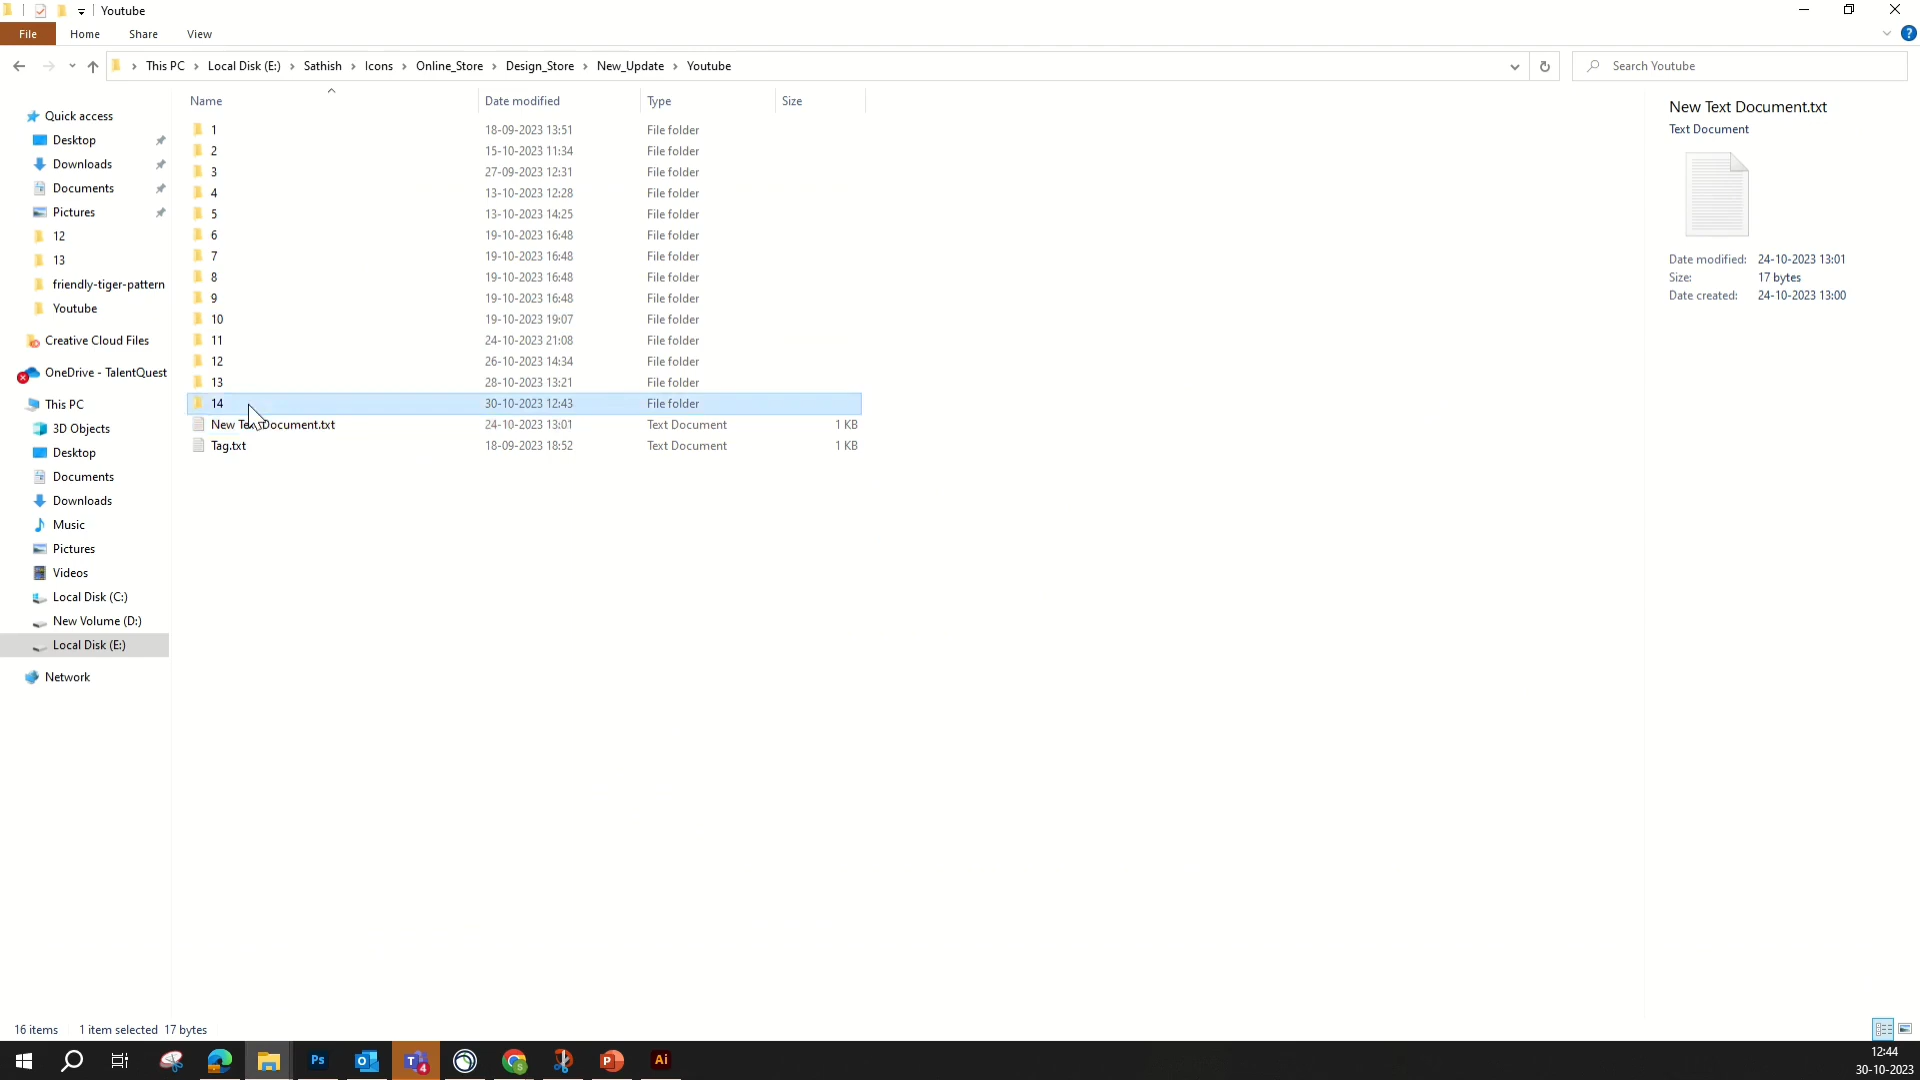 Youtube
File Home Share View
This PC Local Disk (E:) Sathish Icons Online_Store Design_Store New_Update Youtube
Search Youtube
Name Date modified Type Size
1 18-09-2023 13:51 File folder
2 15-10-2023 11:34 File folder
3 27-09-2023 12:31 File folder
4 13-10-2023 12:28 File folder
5 13-10-2023 14:25 File folder
6 19-10-2023 16:48 File folder
7 19-10-2023 16:48 File folder
8 19-10-2023 16:48 File folder
9 19-10-2023 16:48 File folder
10 19-10-2023 19:07 File folder
11 24-10-2023 21:08 File folder
12 26-10-2023 14:34 File folder
13 28-10-2023 13:21 File folder
14 30-10-2023 12:43 File folder
New Document.txt 24-10-2023 13:01 Text Document 1 KB
Tag.txt 18-09-2023 18:52 Text Document 1 KB
Quick access
Desktop
Downloads
Documents
Pictures
12
13
friendly-tiger-pattern
Youtube
Creative Cloud Files
OneDrive - TalentQuest
This PC
3D Objects
Desktop
Documents
Downloads
Music
Pictures
Videos
Local Disk (C:)
New Volume (D:)
Local Disk (E:)
Network
New Text Document.txt
Text Document
Date modified: 24-10-2023 13:01
Size: 17 bytes
Date created: 24-10-2023 13:00
16 items 1 item selected 17 bytes
Ps
O
T
4
S
P
Ai
12:44
30-10-2023